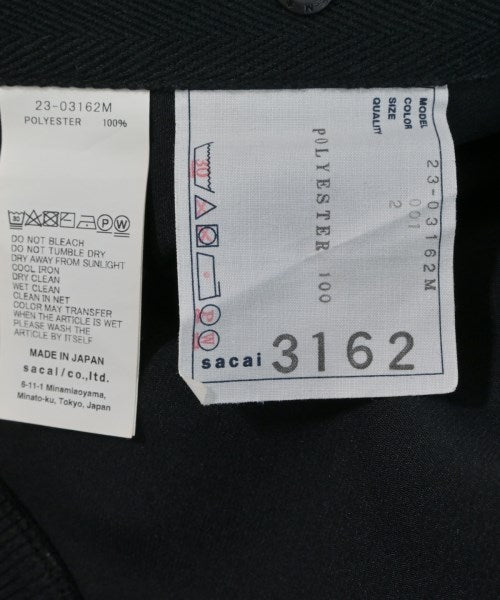 23-03162M
POLYESTER 100%
30 P W
DO NOT BLEACH
DO NOT TUMBLE DRY
DRY AWAY FROM SUNLIGHT
COOL IRON
DRY CLEAN
WET CLEAN
CLEAN IN NET
COLOR MAY TRANSFER
WHEN THE ARTICLE IS WET
PLEASE WASH THE
ARTICLE BY ITSELF
MADE IN JAPAN
sacai/co.,ltd.
6-11-1 Minamiaoyama,
Minato-ku, Tokyo, Japan
MODEL 23-03162M
COLOR 001
SIZE 2
QUALITY
POLYESTER 100
30
P W
sacai 3162